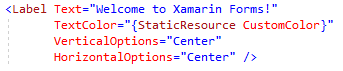 <Label Text="Welcome to Xamarin Forms!"
TextColor="{StaticResource CustomColor}"
VerticalOptions="Center"
HorizontalOptions="Center" />